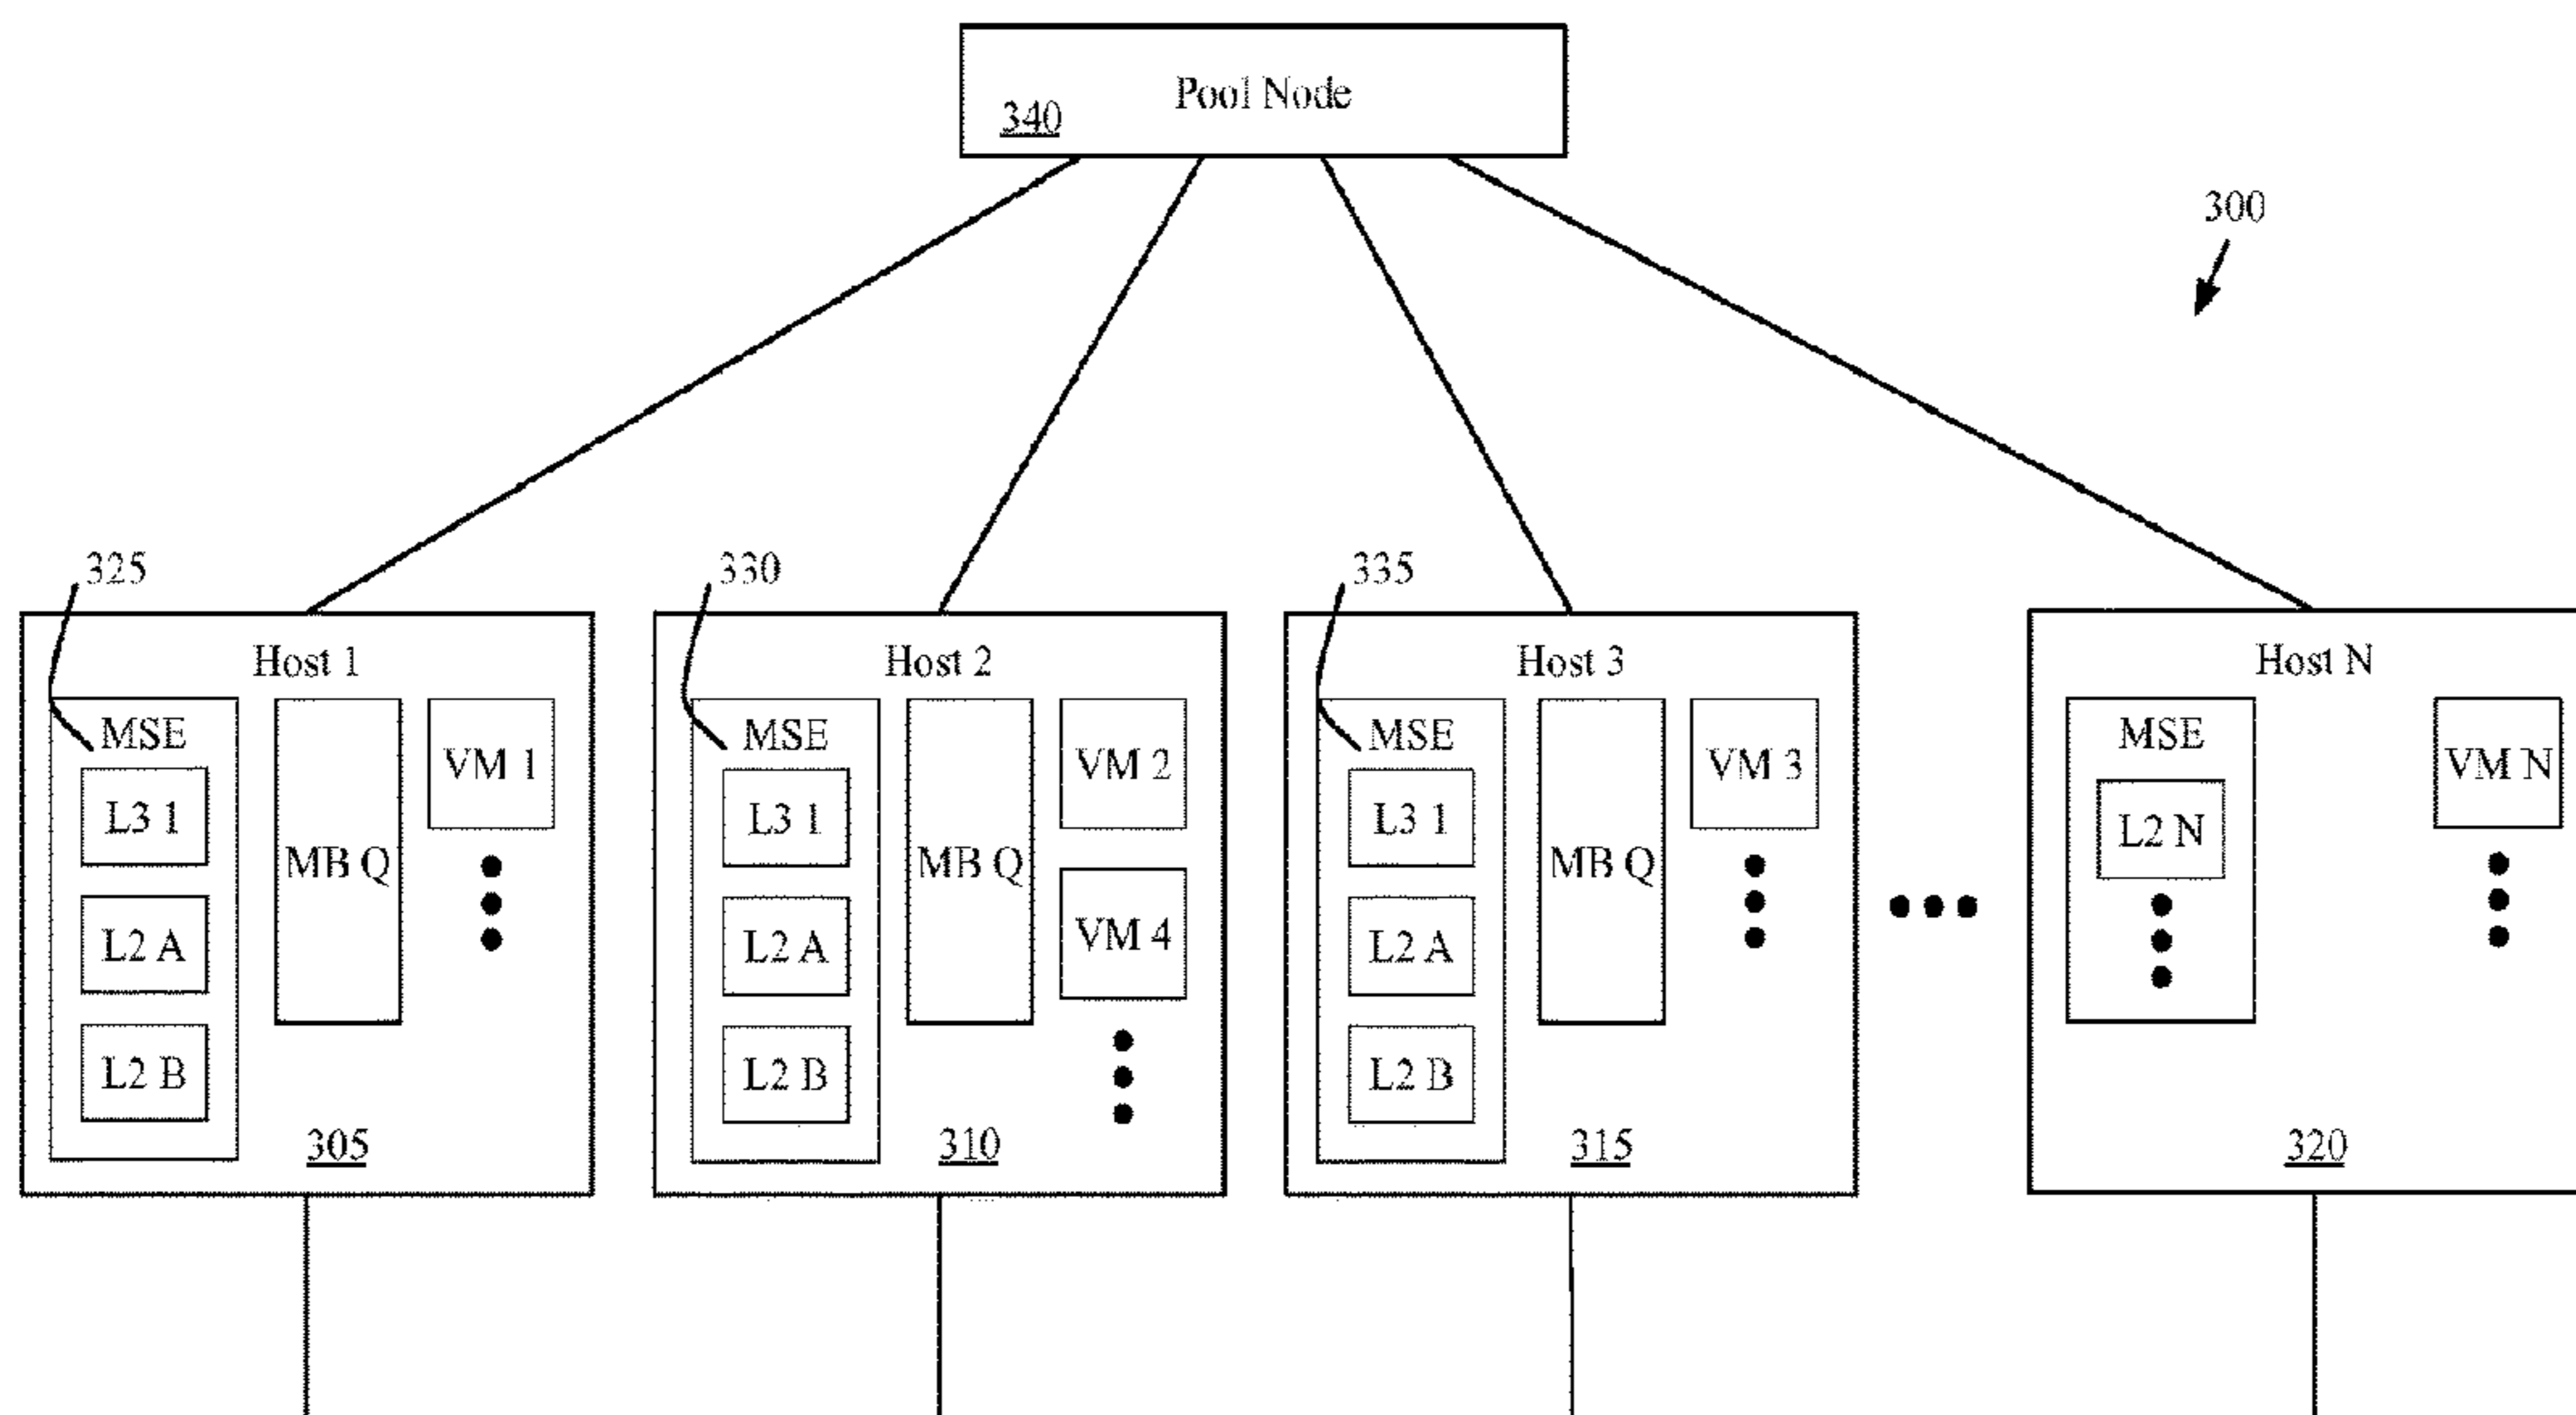 Pool Node
340
300
325
330
335
Host 1
MSE
L3 1
L2 A
L2 B
MB Q
VM 1
305
Host 2
MSE
L3 1
L2 A
L2 B
MB Q
VM 2
VM 4
310
Host 3
MSE
L3 1
L2 A
L2 B
MB Q
VM 3
315
Host N
MSE
L2 N
VM N
320